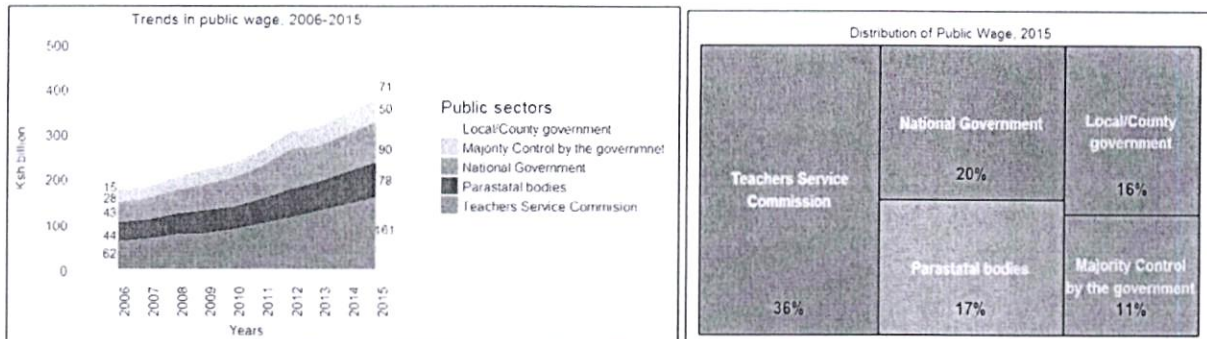 Trends in public wage, 2006-2015
500
400
300
200
100
0
Ksh billion
15
28
43
44
62
71
50
90
78
161
2006
2007
2008
2009
2010
2011
2012
2013
2014
2015
Years
Public sectors
Local/County government
Majority Control by the governmnet
National Government
Parastatal bodies
Teachers Service Commision
Distribution of Public Wage, 2015
Teachers Service
Commission
36%
National Government
20%
Parastatal bodies
17%
Local/County
government
16%
Majority Control
by the government
11%